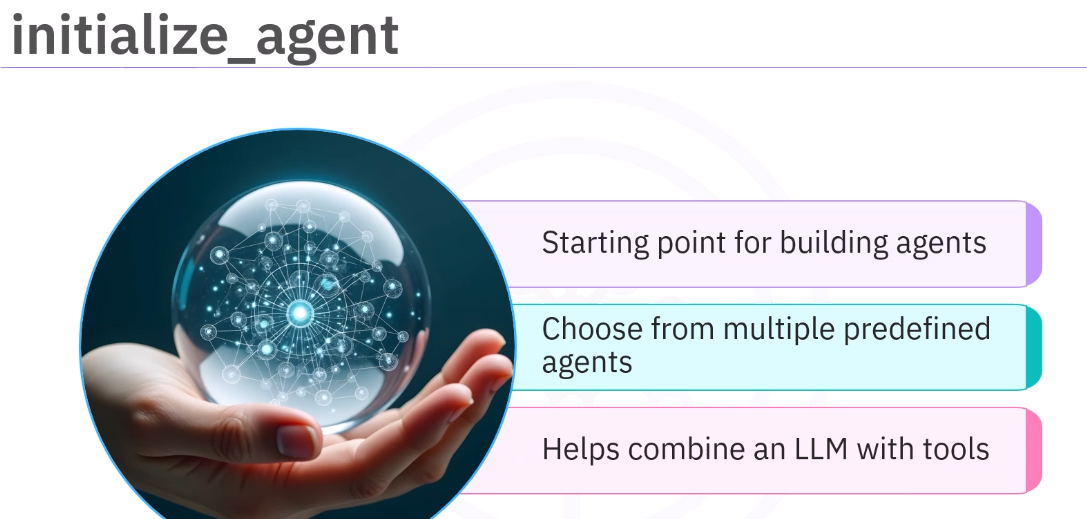 initialize_agent
Starting point for building agents
Choose from multiple predefined
agents
Helps combine an LLM with tools